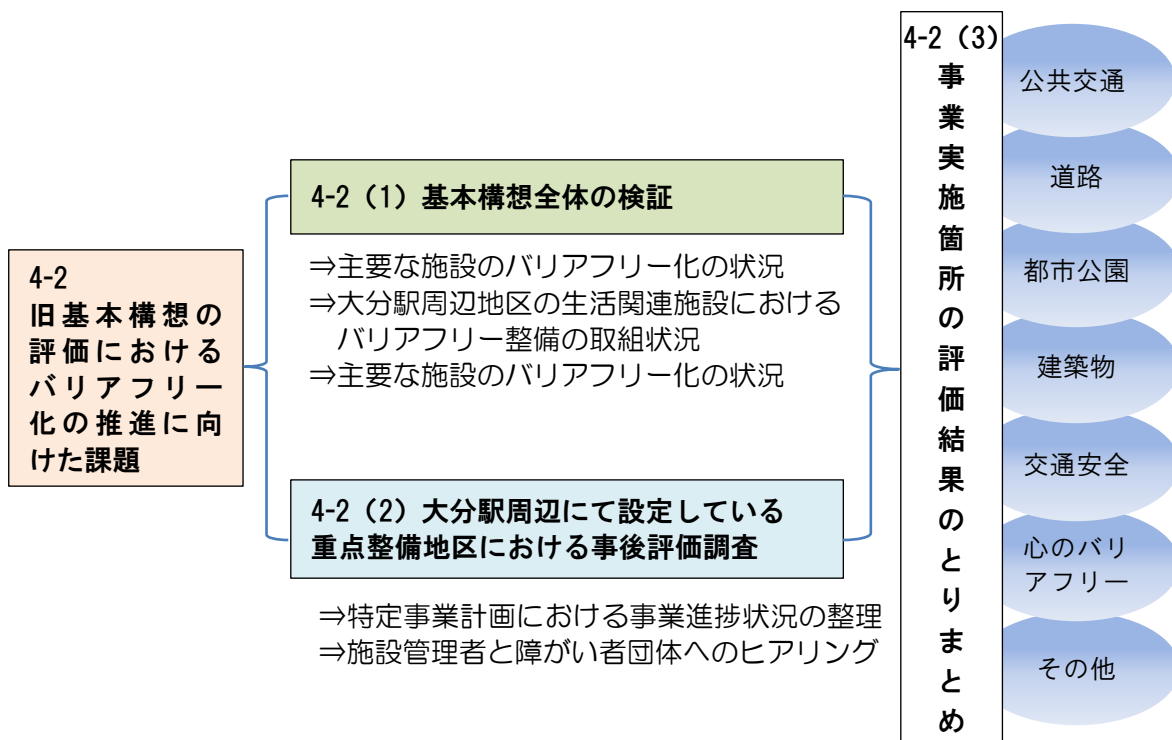 4-2
旧基本構想の
評価における
バリアフリー
化の推進に向
けた課題
4-2（1）基本構想全体の検証
⇒主要な施設のバリアフリー化の状況
⇒大分駅周辺地区の生活関連施設における
バリアフリー整備の取組状況
⇒主要な施設のバリアフリー化の状況
4-2（2）大分駅周辺にて設定している
重点整備地区における事後評価調査
⇒特定事業計画における事業進捗状況の整理
⇒施設管理者と障がい者団体へのヒアリング
4-2（3）
事業実施箇所の評価結果のとりまとめ
公共交通
道路
都市公園
建築物
交通安全
心のバリ
アフリー
その他